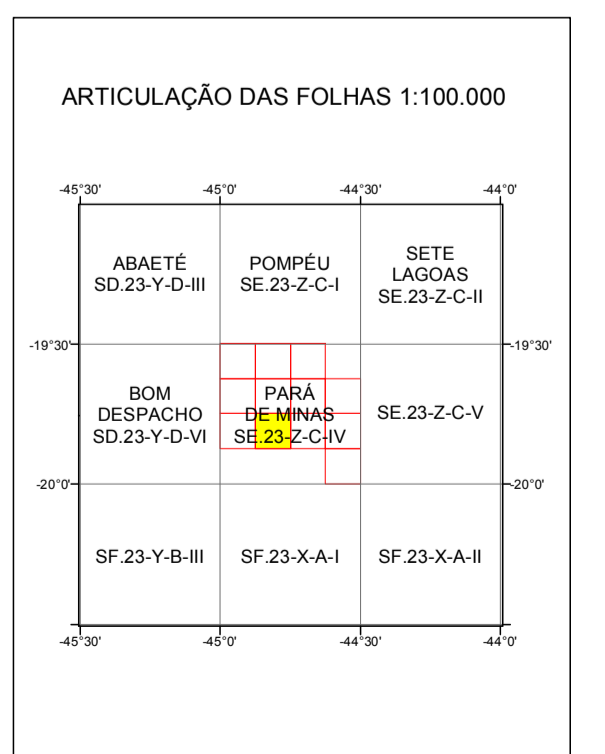 ARTICULAÇÃO DAS FOLHAS 1:100.000
-45°30'
-45°0'
-44°30'
-44°0'
ABAETÉ
SD.23-Y-D-III
POMPÉU
SE.23-Z-C-I
SETE
LAGOAS
SE.23-Z-C-II
-19°30'
-19°30'
BOM
DESPACHO
SD.23-Y-D-VI
PARÁ
DE MINAS
SE.23-Z-C-IV
SE.23-Z-C-V
-20°0'
-20°0'
SF.23-Y-B-III
SF.23-X-A-I
SF.23-X-A-II
-45°30'
-45°0'
-44°30'
-44°0'